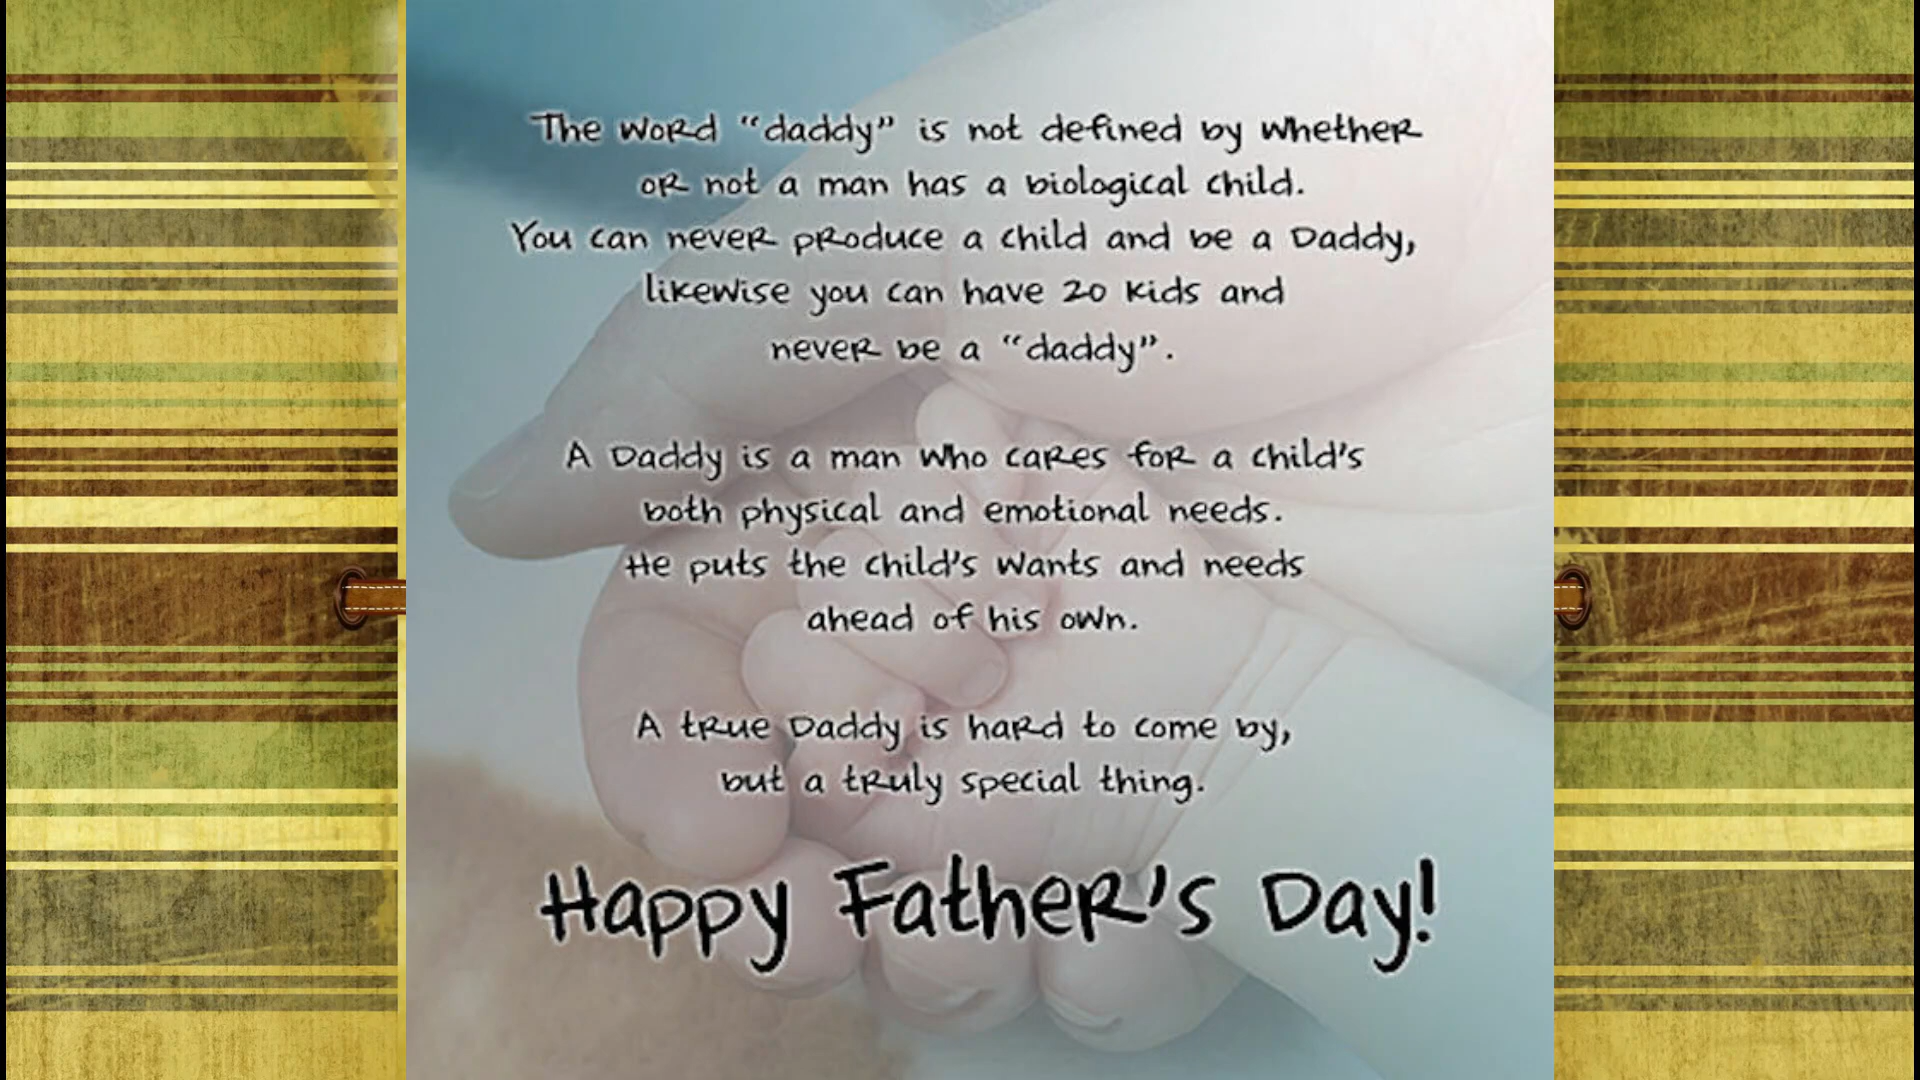 The word “daddy” is not defined by whether
or not a man has a biological child.
You can never produce a child and be a Daddy,
likewise you can have 20 kids and
never be a “daddy”.
A Daddy is a man who cares for a child's
both physical and emotional needs.
He puts the child's wants and needs
ahead of his own.
A true Daddy is hard to come by,
but a truly special thing.
Happy Father's Day!